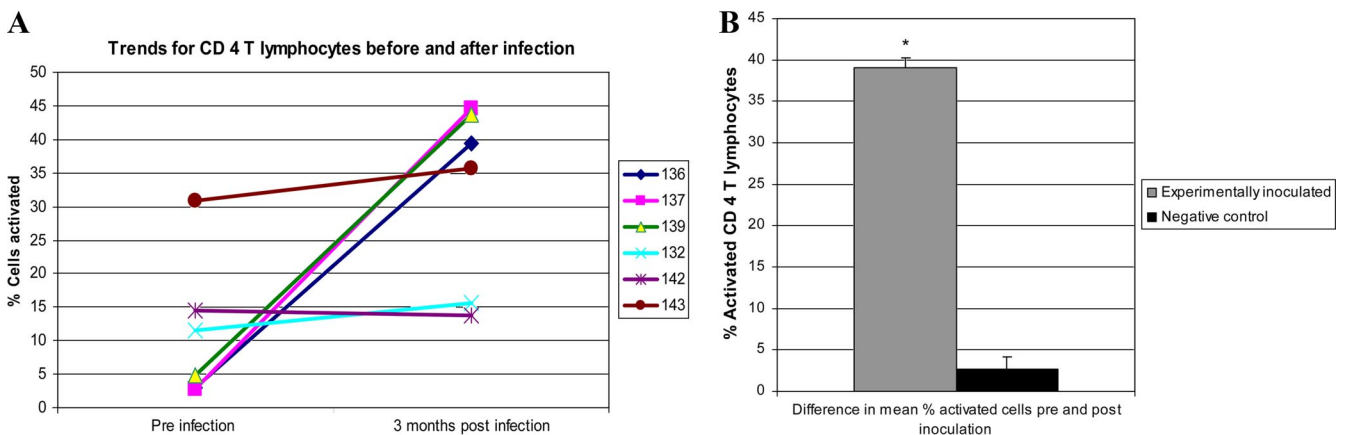 A
Trends for CD 4 T lymphocytes before and after infection
% Cells activated
50
45
40
35
30
25
20
15
10
5
0
Pre infection
3 months post infection
136
137
139
132
142
143
B
% Activated CD 4 T lymphocytes
45
40
35
30
25
20
15
10
5
0
*
Difference in mean % activated cells pre and post
inoculation
Experimentally inoculated
Negative control